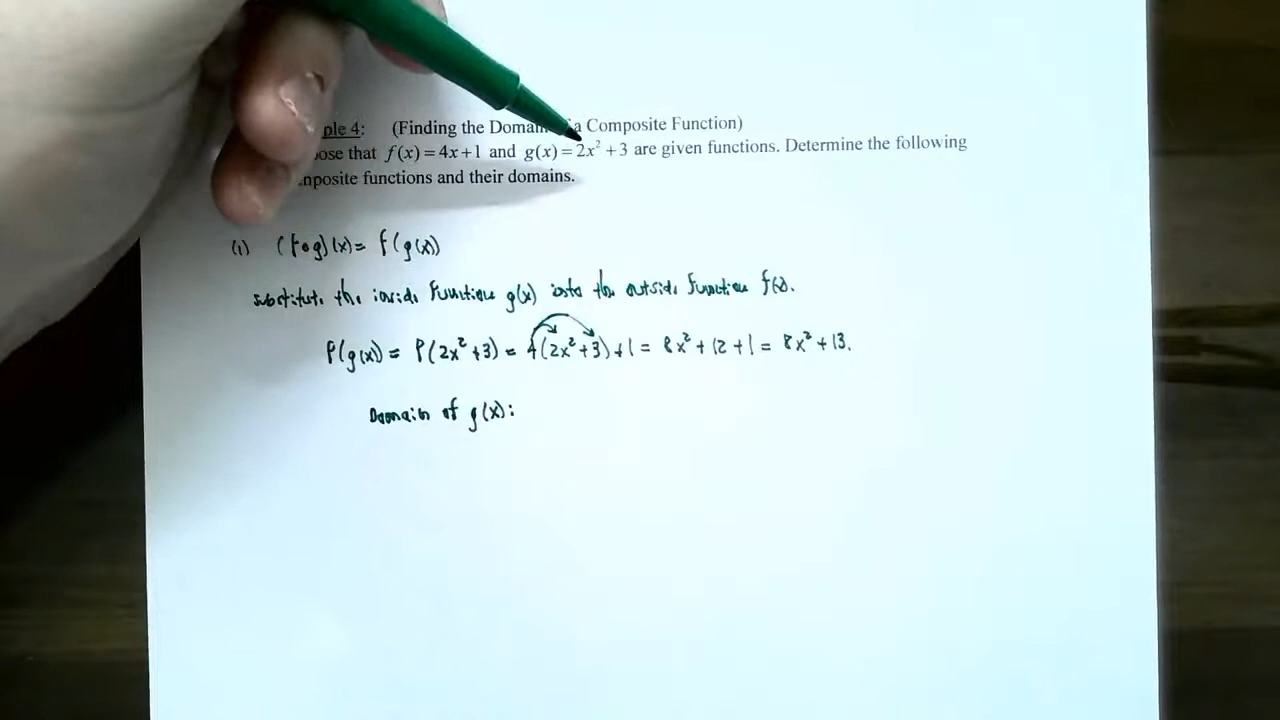 ple 4: (Finding the Domain a Composite Function)
ose that f(x)=4x+1 and g(x)=2x²+3 are given functions. Determine the following
mposite functions and their domains.
(1) (fog)(x)= f(g(x))
substitute the inside function g(x) into the outside function f(x).
f(g(x)) = f(2x²+3) = 4(2x²+3)+1 = 8x²+12+1 = 8x²+13.
Domain of g(x):